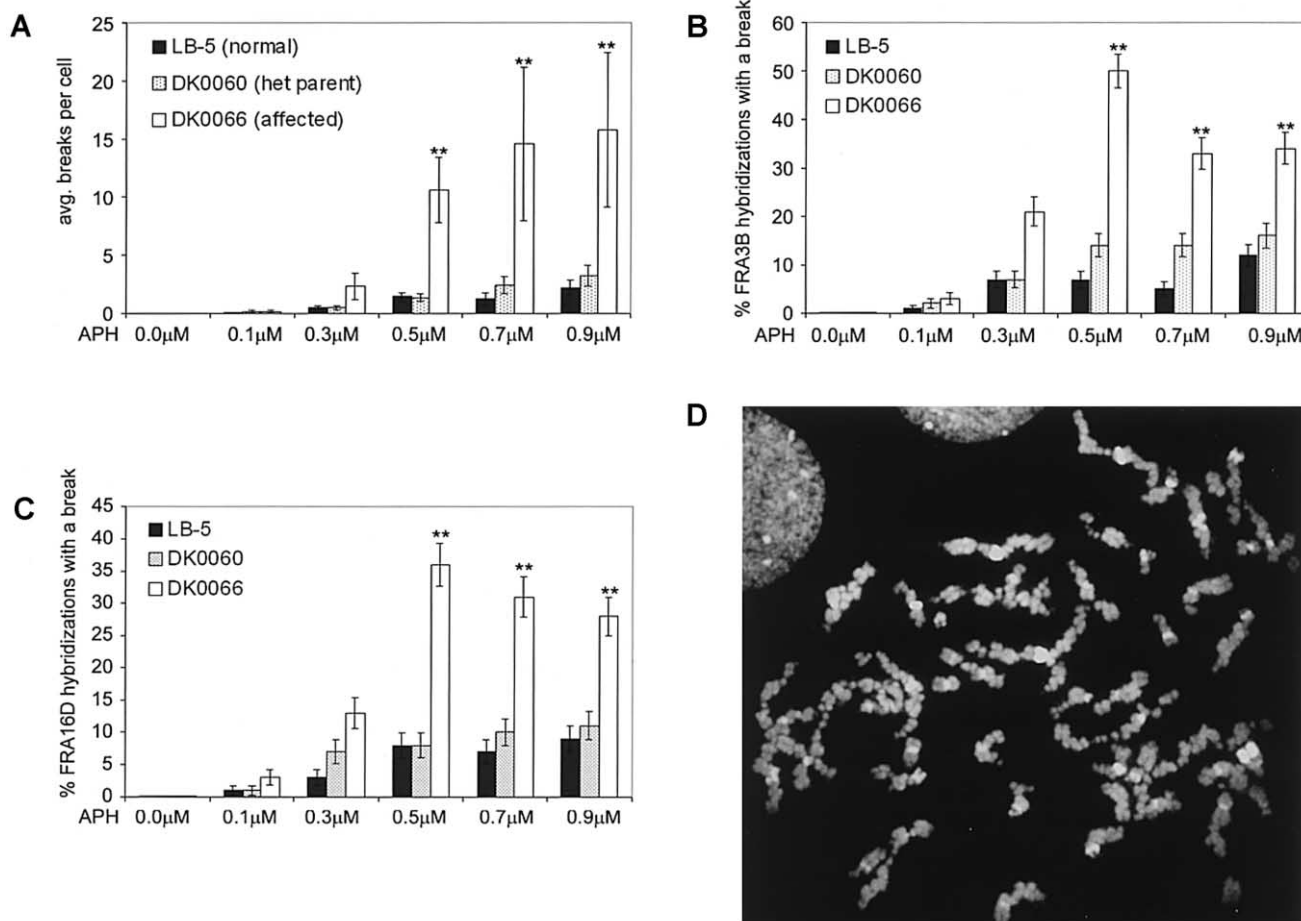 A
avg. breaks per cell
25
20
15
10
5
0
LB-5 (normal)
DK0060 (het parent)
DK0066 (affected)
**
**
**
APH 0.0μM 0.1μM 0.3μM 0.5μM 0.7μM 0.9μM
B
% FRA3B hybridizations with a break
60
50
40
30
20
10
0
LB-5
DK0060
DK0066
**
**
**
APH 0.0μM 0.1μM 0.3μM 0.5μM 0.7μM 0.9μM
C
% FRA16D hybridizations with a break
45
40
35
30
25
20
15
10
5
0
LB-5
DK0060
DK0066
**
**
**
APH 0.0μM 0.1μM 0.3μM 0.5μM 0.7μM 0.9μM
D